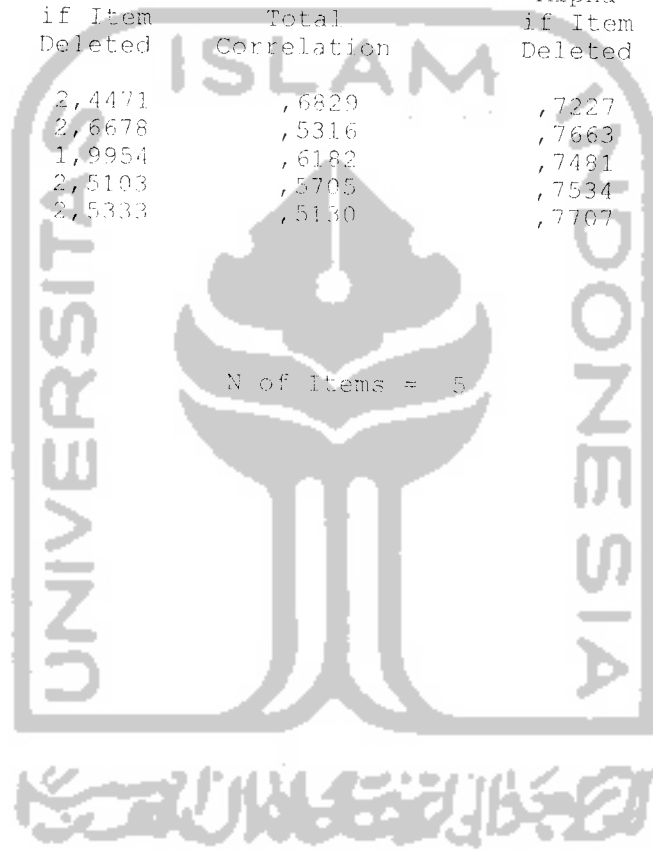 if Item Total if Item
Deleted Correlation Deleted
ISLAM
2,4471 ,6829 ,7227
2,6678 ,5316 ,7663
1,9954 ,6182 ,7481
2,5103 ,5705 ,7534
2,5333 ,5130 ,7707
UNIVERSITAS
INDONESIA
N of Items = 5